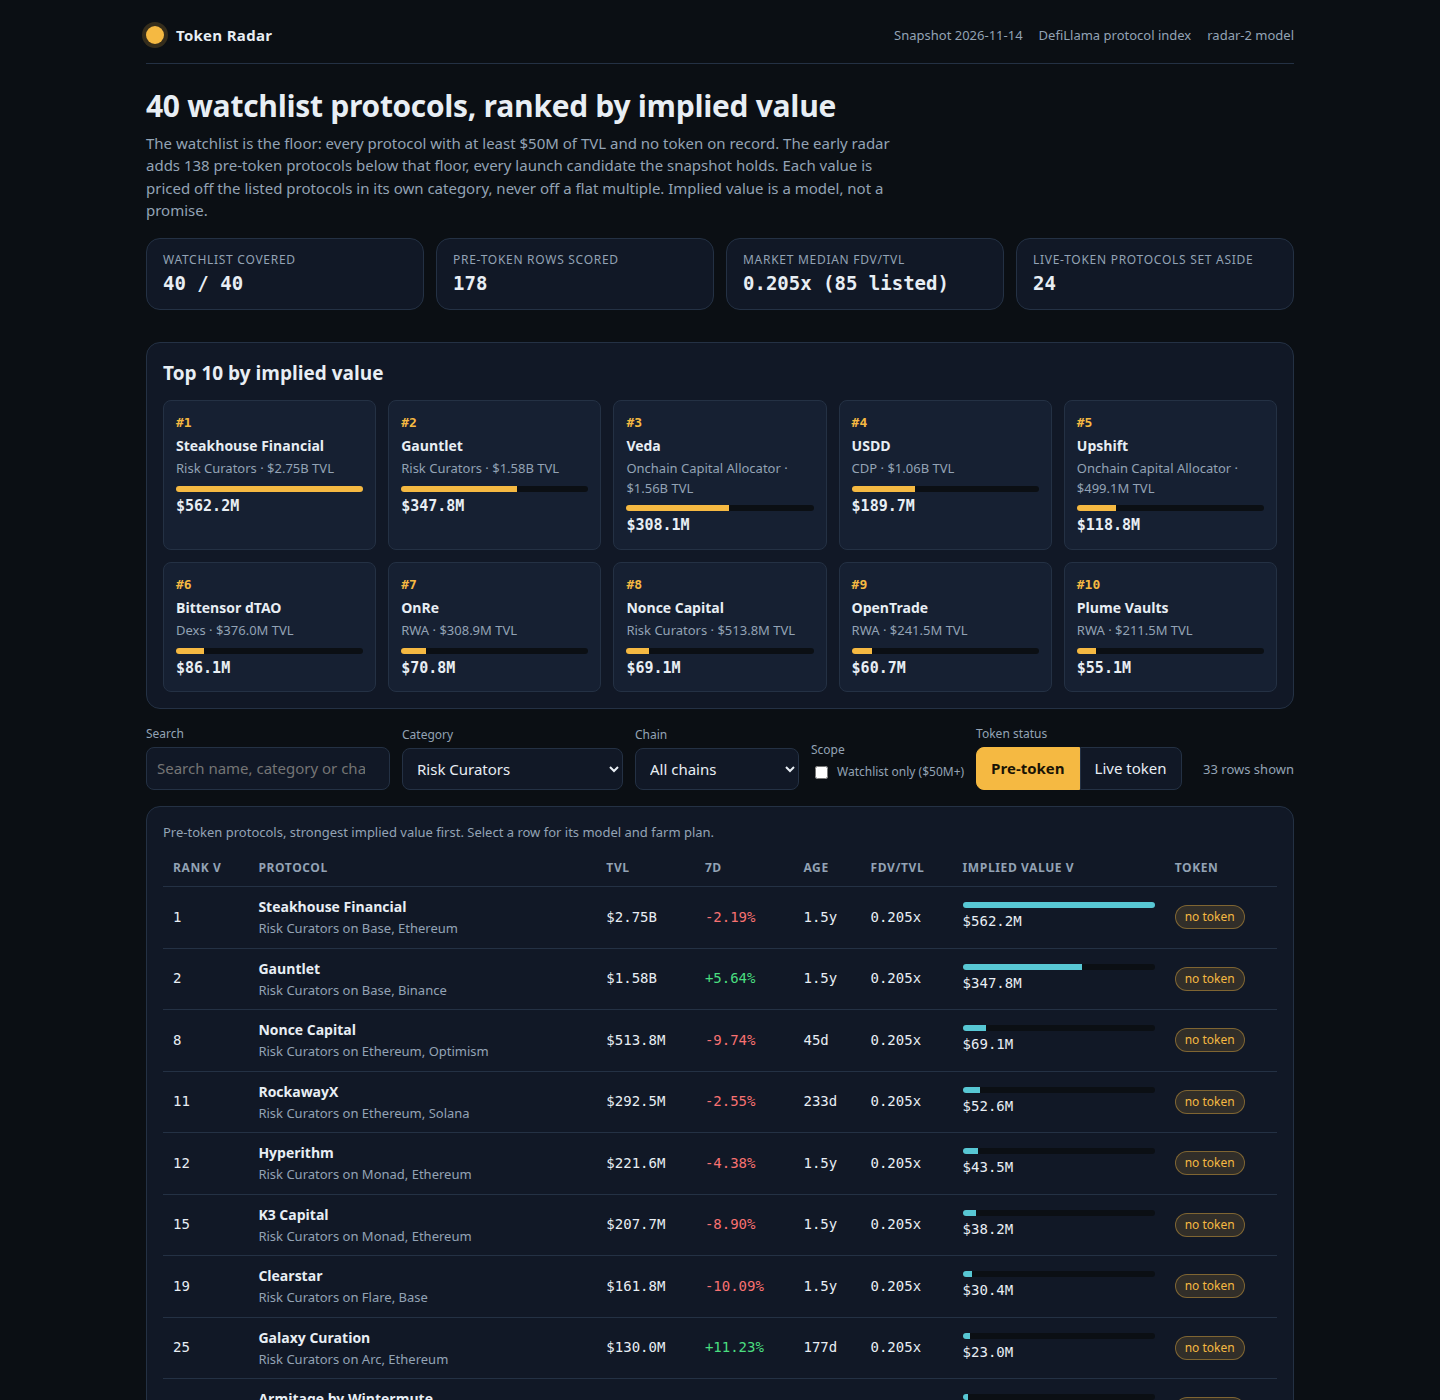 Token Radar
Snapshot 2026-11-14 DefiLlama protocol index radar-2 model
40 watchlist protocols, ranked by implied value
The watchlist is the floor: every protocol with at least $50M of TVL and no token on record. The early radar
adds 138 pre-token protocols below that floor, every launch candidate the snapshot holds. Each value is
priced off the listed protocols in its own category, never off a flat multiple. Implied value is a model, not a
promise.
WATCHLIST COVERED
40 / 40
PRE-TOKEN ROWS SCORED
178
MARKET MEDIAN FDV/TVL
0.205x (85 listed)
LIVE-TOKEN PROTOCOLS SET ASIDE
24
Top 10 by implied value
#1
Steakhouse Financial
Risk Curators · $2.75B TVL
$562.2M
#2
Gauntlet
Risk Curators · $1.58B TVL
$347.8M
#3
Veda
Onchain Capital Allocator ·
$1.56B TVL
$308.1M
#4
USDD
CDP · $1.06B TVL
$189.7M
#5
Upshift
Onchain Capital Allocator ·
$499.1M TVL
$118.8M
#6
Bittensor dTAO
Dexs · $376.0M TVL
$86.1M
#7
OnRe
RWA · $308.9M TVL
$70.8M
#8
Nonce Capital
Risk Curators · $513.8M TVL
$69.1M
#9
OpenTrade
RWA · $241.5M TVL
$60.7M
#10
Plume Vaults
RWA · $211.5M TVL
$55.1M
Search
Search name, category or cha
Category
Risk Curators
Chain
All chains
Scope
Watchlist only ($50M+)
Token status
Pre-token Live token
33 rows shown
Pre-token protocols, strongest implied value first. Select a row for its model and farm plan.
RANK V PROTOCOL TVL 7D AGE FDV/TVL IMPLIED VALUE V TOKEN
1 Steakhouse Financial $2.75B -2.19% 1.5y 0.205x $562.2M no token
Risk Curators on Base, Ethereum
2 Gauntlet $1.58B +5.64% 1.5y 0.205x $347.8M no token
Risk Curators on Base, Binance
8 Nonce Capital $513.8M -9.74% 45d 0.205x $69.1M no token
Risk Curators on Ethereum, Optimism
11 RockawayX $292.5M -2.55% 233d 0.205x $52.6M no token
Risk Curators on Ethereum, Solana
12 Hyperithm $221.6M -4.38% 1.5y 0.205x $43.5M no token
Risk Curators on Monad, Ethereum
15 K3 Capital $207.7M -8.90% 1.5y 0.205x $38.2M no token
Risk Curators on Monad, Ethereum
19 Clearstar $161.8M -10.09% 1.5y 0.205x $30.4M no token
Risk Curators on Flare, Base
25 Galaxy Curation $130.0M +11.23% 177d 0.205x $23.0M no token
Risk Curators on Arc, Ethereum
Armitage by Wintermute